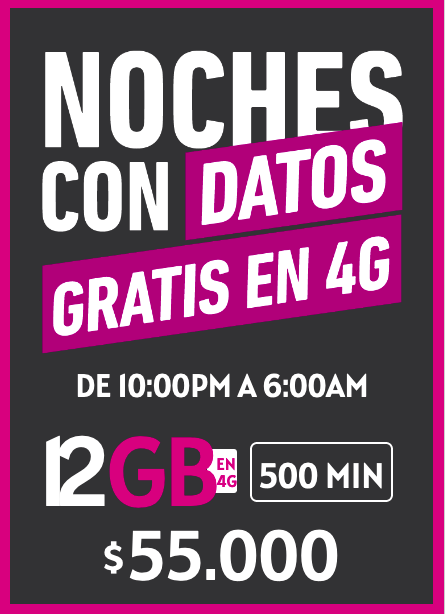 NOCHES
CON DATOS
GRATIS EN 4G
DE 10:00PM A 6:00AM
12GB EN 4G 500 MIN
$55.000